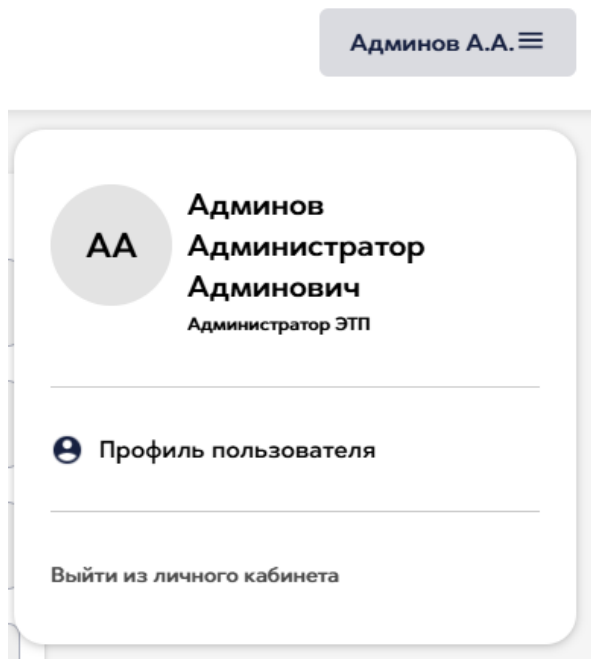 Админов А.А.
АА
Админов
Администратор
Админович
Администратор ЭТП
Профиль пользователя
Выйти из личного кабинета